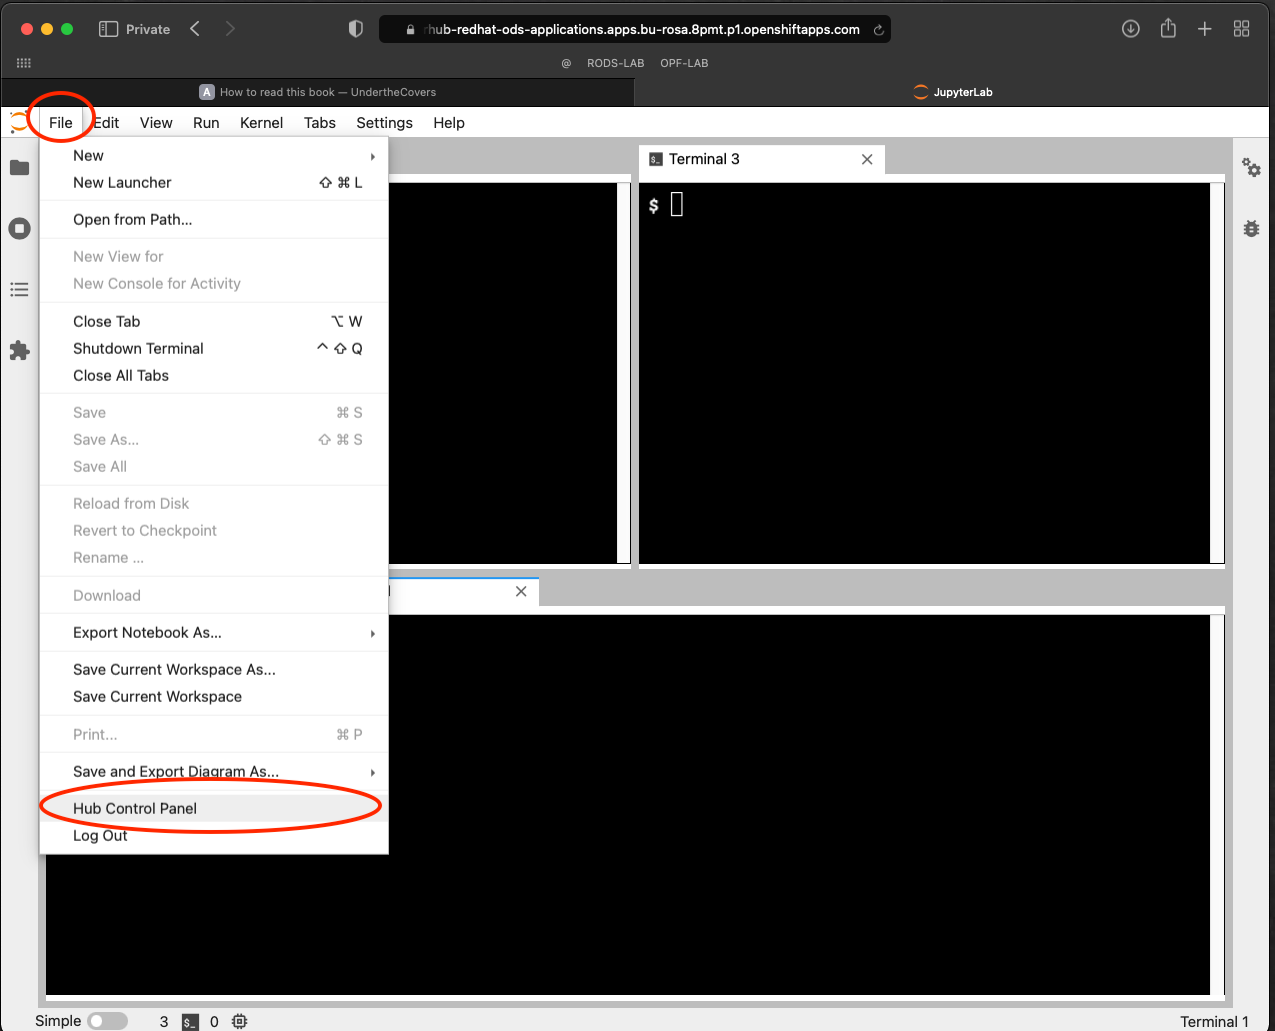 Private
hub-redhat-ods-applications.apps.bu-rosa.8pmt.p1.openshiftapps.com
@ RODS-LAB OPF-LAB
A How to read this book — UndertheCovers
JupyterLab
File Edit View Run Kernel Tabs Settings Help
New
New Launcher ⇧ ⌘ L
Open from Path...
New View for
New Console for Activity
Close Tab ⌥ W
Shutdown Terminal ^ ⇧ Q
Close All Tabs
Save ⌘ S
Save As... ⇧ ⌘ S
Save All
Reload from Disk
Revert to Checkpoint
Rename ...
Download
Export Notebook As...
Save Current Workspace As...
Save Current Workspace
Print... ⌘ P
Save and Export Diagram As...
Hub Control Panel
Log Out
Terminal 3
$
Simple 3 $_ 0
Terminal 1